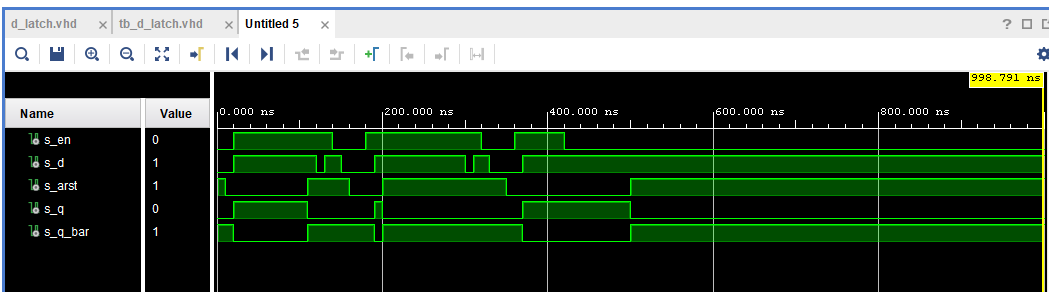 d_latch.vhd × tb_d_latch.vhd × Untitled 5 × ?
998.791 ns
Name Value 0.000 ns 200.000 ns 400.000 ns 600.000 ns 800.000 ns
s_en 0
s_d 1
s_arst 1
s_q 0
s_q_bar 1